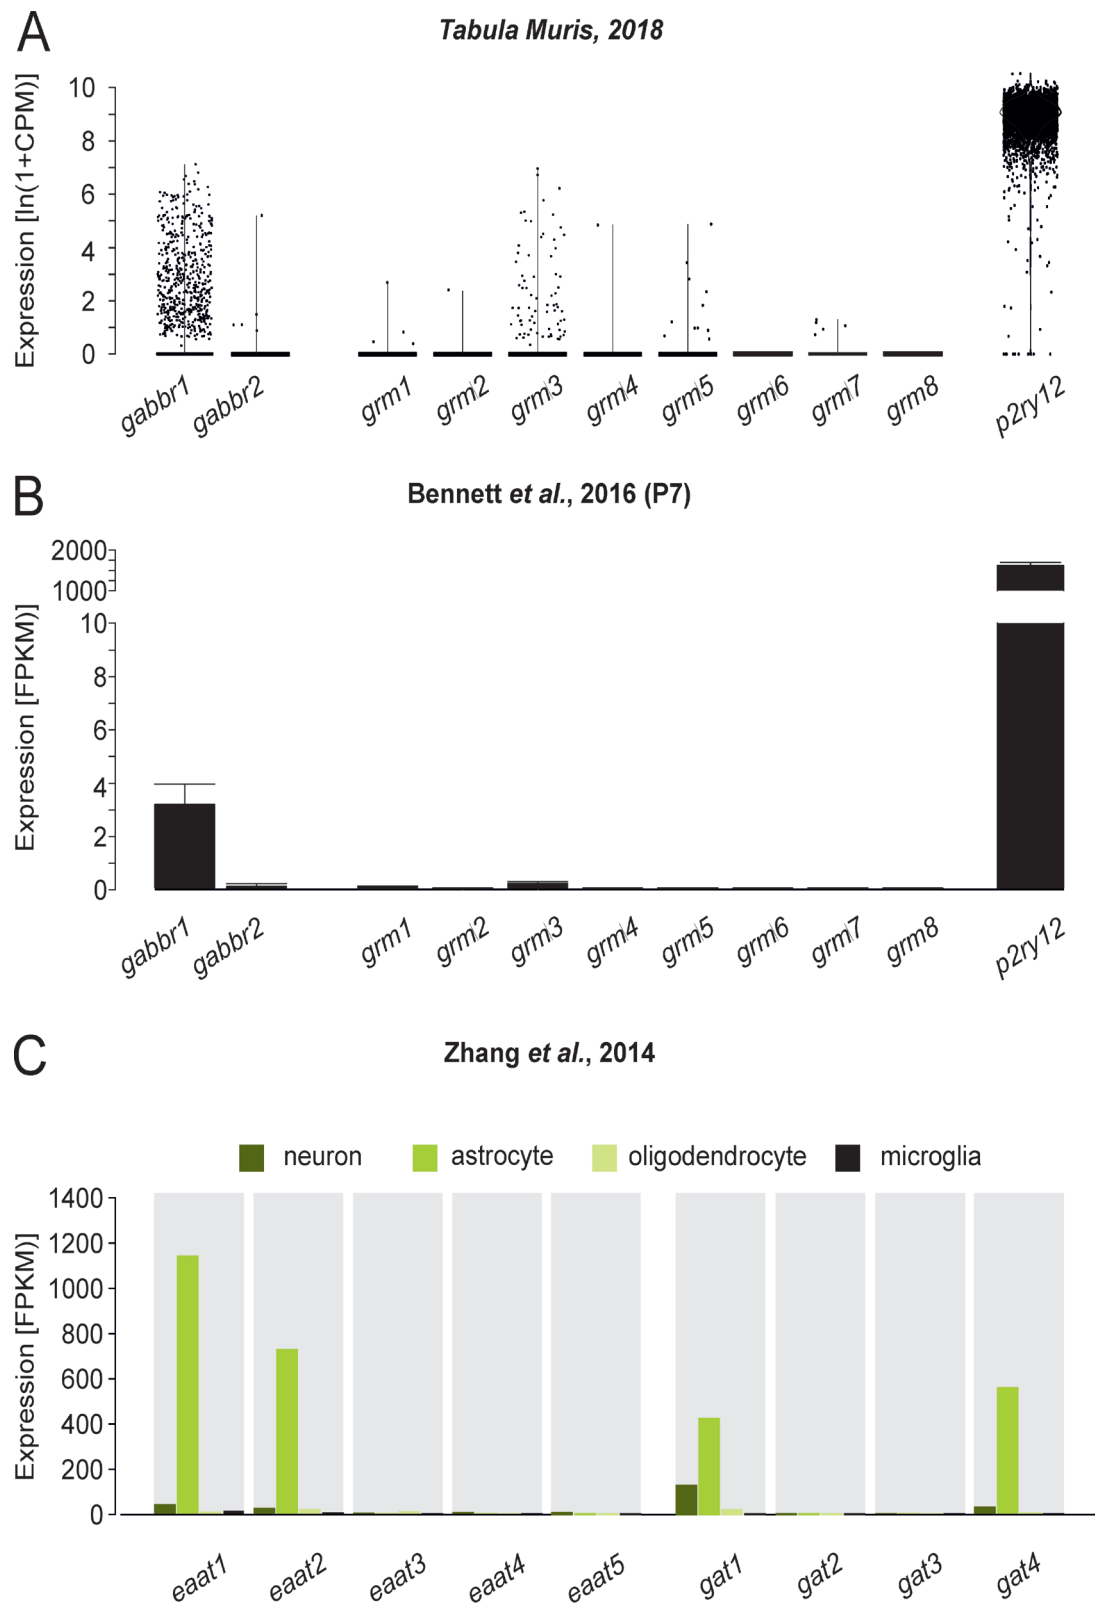 A
Tabula Muris, 2018
Expression [ln(1+CPM)]
10
8
6
4
2
0
gabbr1 gabbr2 grm1 grm2 grm3 grm4 grm5 grm6 grm7 grm8 p2ry12
B
Bennett et al., 2016 (P7)
Expression [FPKM)]
2000
1000
10
8
6
4
2
0
gabbr1 gabbr2 grm1 grm2 grm3 grm4 grm5 grm6 grm7 grm8 p2ry12
C
Zhang et al., 2014
neuron astrocyte oligodendrocyte microglia
Expression [FPKM)]
1400
1200
1000
800
600
400
200
0
eaat1 eaat2 eaat3 eaat4 eaat5 gat1 gat2 gat3 gat4